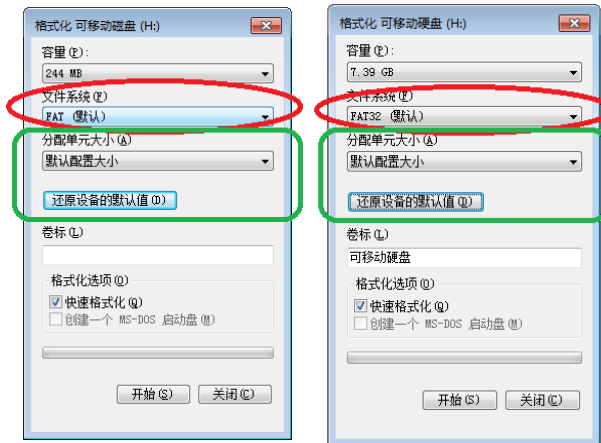 格式化 可移动磁盘 (H:)
容量(P):
244 MB
文件系统(F)
FAT (默认)
分配单元大小(A)
默认配置大小
还原设备的默认值(D)
卷标(L)
格式化选项(O)
快速格式化(Q)
创建一个 MS-DOS 启动盘(M)
开始(S)
关闭(C)
格式化 可移动硬盘 (H:)
容量(P):
7.39 GB
文件系统(F)
FAT32 (默认)
分配单元大小(A)
默认配置大小
还原设备的默认值(D)
卷标(L)
可移动硬盘
格式化选项(O)
快速格式化(Q)
创建一个 MS-DOS 启动盘(M)
开始(S)
关闭(C)